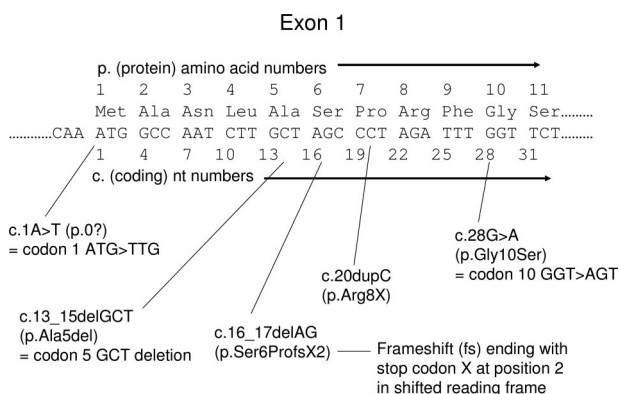 Exon 1
p. (protein) amino acid numbers
1 2 3 4 5 6 7 8 9 10 11
Met Ala Asn Leu Ala Ser Pro Arg Phe Gly Ser.........
............CAA ATG GCC AAT CTT GCT AGC CCT AGA TTT GGT TCT.........
1 4 7 10 13 16 19 22 25 28 31
c. (coding) nt numbers
c.1A>T (p.0?)
= codon 1 ATG>TTG
c.28G>A
(p.Gly10Ser)
= codon 10 GGT>AGT
c.20dupC
(p.Arg8X)
c.13_15delGCT
(p.Ala5del)
= codon 5 GCT deletion
c.16_17delAG
(p.Ser6ProfsX2)
Frameshift (fs) ending with
stop codon X at position 2
in shifted reading frame